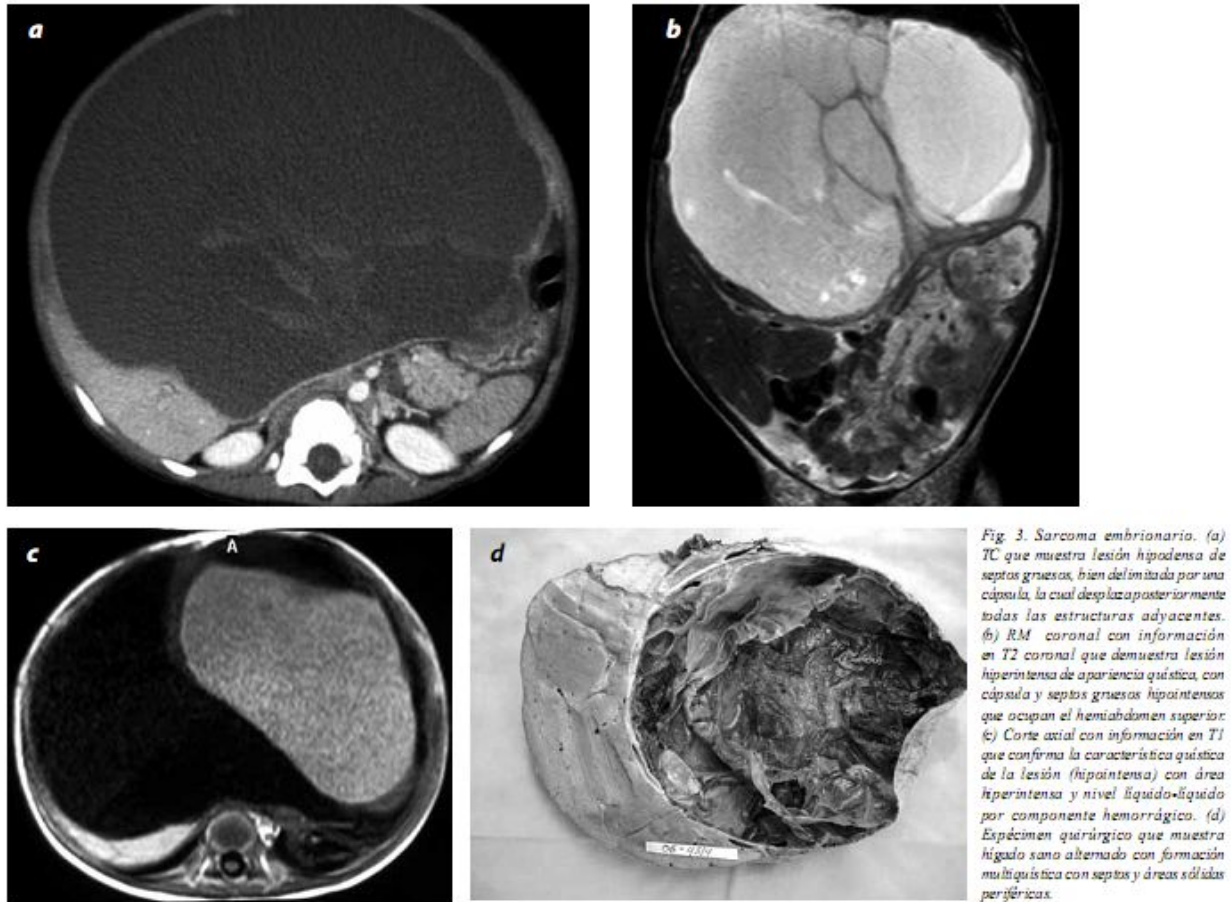 a
b
c
A
d
06-4314
Fig. 3. Sarcoma embrionario. (a)
TC que muestra lesión hipodensa de
septos gruesos, bien delimitada por una
cápsula, la cual desplaza posteriormente
todas las estructuras adyacentes.
(b) RM coronal con información
en T2 coronal que demuestra lesión
hiperintensa de apariencia quística, con
cápsula y septos gruesos hipointensos
que ocupan el hemiabdomen superior.
(c) Corte axial con información en T1
que confirma la característica quística
de la lesión (hipointensa) con área
hiperintensa y nivel líquido-líquido
por componente hemorrágico. (d)
Espécimen quirúrgico que muestra
hígado sano alternado con formación
multiquística con septos y áreas sólidas
periféricas.